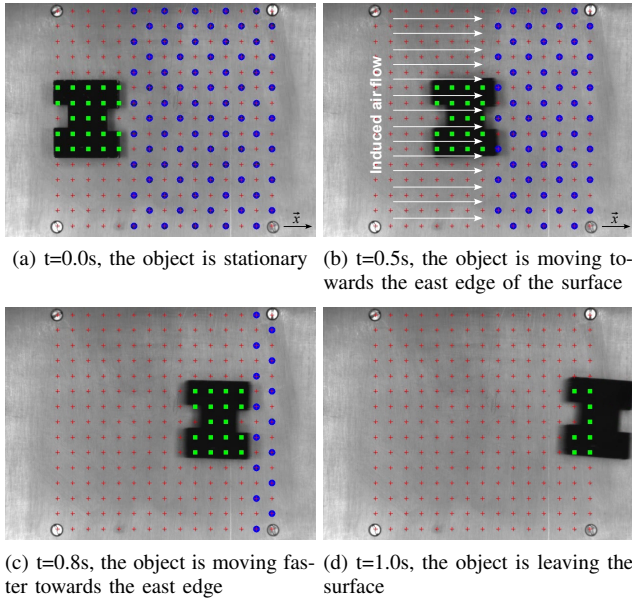 Induced air flow
x
x
(a) t=0.0s, the object is stationary
(b) t=0.5s, the object is moving to-
wards the east edge of the surface
(c) t=0.8s, the object is moving fas-
ter towards the east edge
(d) t=1.0s, the object is leaving the
surface